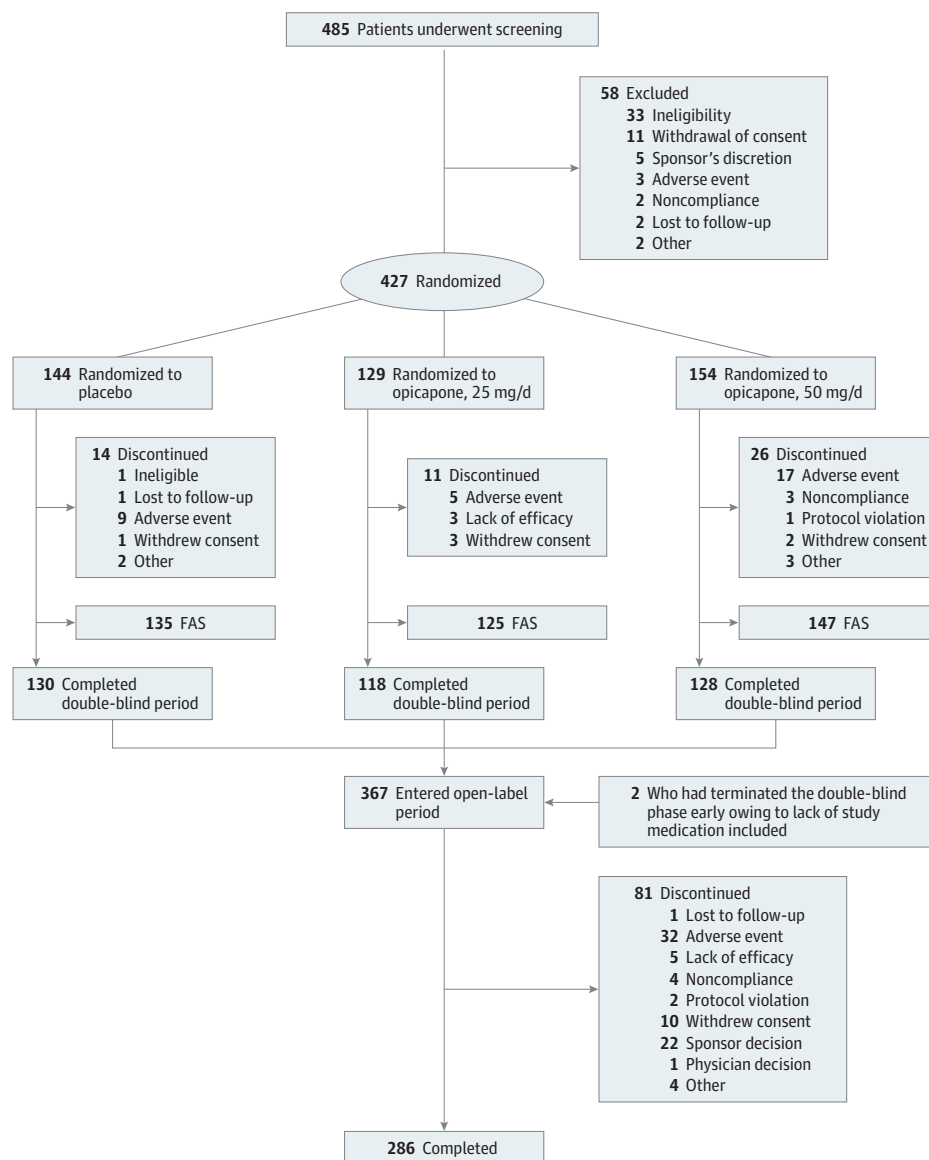 485 Patients underwent screening
58 Excluded
33 Ineligibility
11 Withdrawal of consent
5 Sponsor's discretion
3 Adverse event
2 Noncompliance
2 Lost to follow-up
2 Other
427 Randomized
144 Randomized to
placebo
129 Randomized to
opicapone, 25 mg/d
154 Randomized to
opicapone, 50 mg/d
14 Discontinued
1 Ineligible
1 Lost to follow-up
9 Adverse event
1 Withdrew consent
2 Other
11 Discontinued
5 Adverse event
3 Lack of efficacy
3 Withdrew consent
26 Discontinued
17 Adverse event
3 Noncompliance
1 Protocol violation
2 Withdrew consent
3 Other
135 FAS
125 FAS
147 FAS
130 Completed
double-blind period
118 Completed
double-blind period
128 Completed
double-blind period
367 Entered open-label
period
2 Who had terminated the double-blind
phase early owing to lack of study
medication included
81 Discontinued
1 Lost to follow-up
32 Adverse event
5 Lack of efficacy
4 Noncompliance
2 Protocol violation
10 Withdrew consent
22 Sponsor decision
1 Physician decision
4 Other
286 Completed